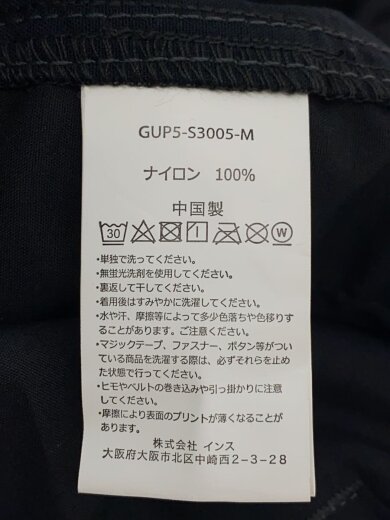 GUP5-S3005-M
ナイロン 100%
中国製
30 W
・単独で洗ってください。
・無蛍光洗剤を使用してください。
・裏返して干してください。
・着用後はすみやかに洗濯してください。
・水や汗、摩擦等によって多少色落ちや色移りす
ることがあります。ご注意ください。
・マジックテープ、ファスナー、ボタン等がつい
ている商品を洗濯する際は、必ずそれらを止め
た状態で行ってください。
・ヒモやベルトの巻き込みや引っ掛かりに注意
してください。
・摩擦により表面のプリントが薄くなることが
あります。
株式会社 インス
大阪府大阪市北区中崎西2-3-28